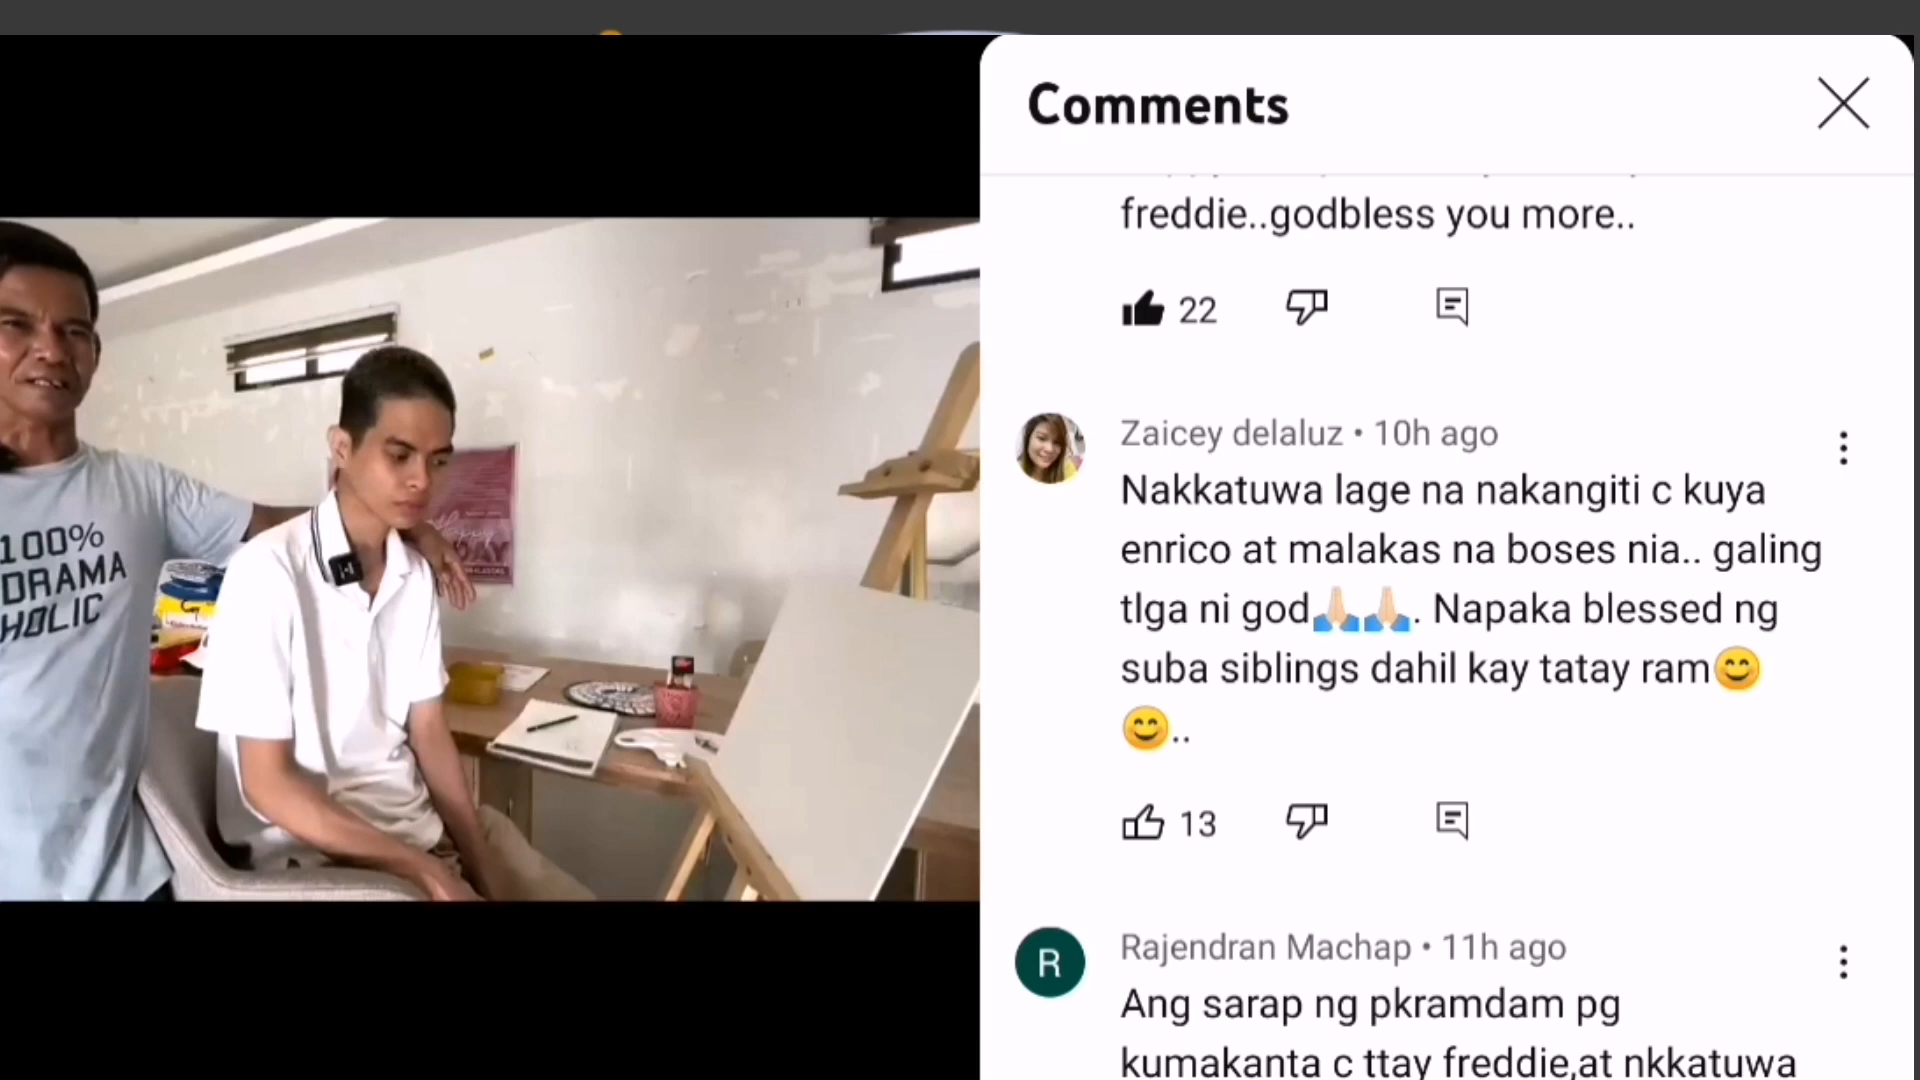 Comments
freddie..godbless you more..
22
Zaicey delaluz • 10h ago
Nakkatuwa lage na nakangiti c kuya
enrico at malakas na boses nia.. galing
tlga ni god🙏🏻🙏🏻. Napaka blessed ng
suba siblings dahil kay tatay ram😊
😊..
13
R
Rajendran Machap • 11h ago
Ang sarap ng pkramdam pg
kumakanta c ttay freddie,at nkkatuwa
100%
DRAMA
HOLIC